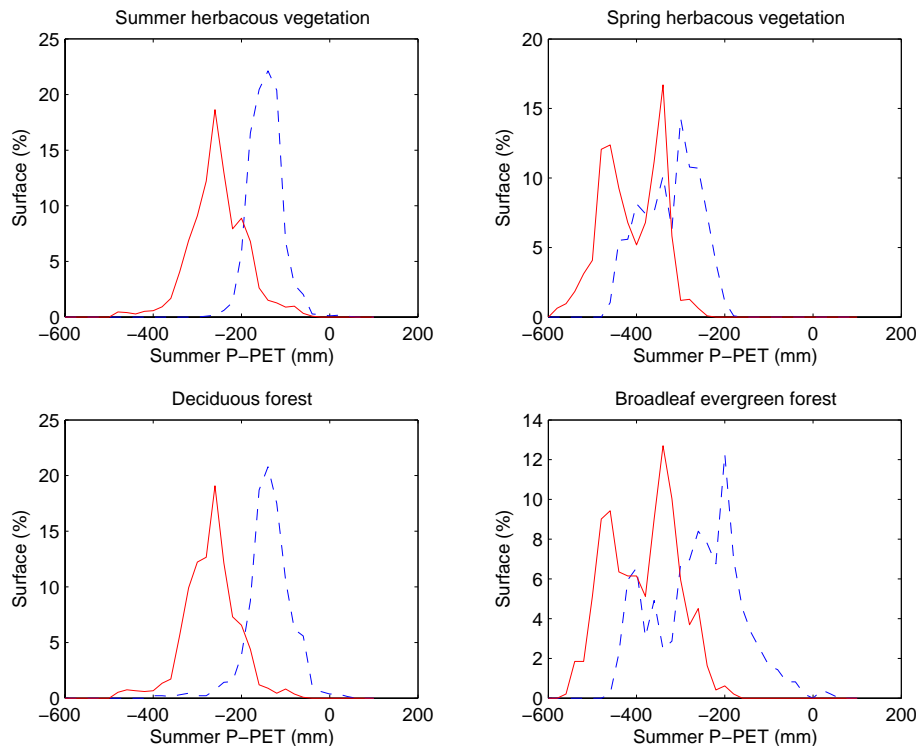 Summer herbacous vegetation
25
20
15
10
5
0
Surface (%)
−600 −400 −200 0 200
Summer P−PET (mm)
Spring herbacous vegetation
20
15
10
5
0
Surface (%)
−600 −400 −200 0 200
Summer P−PET (mm)
Deciduous forest
25
20
15
10
5
0
Surface (%)
−600 −400 −200 0 200
Summer P−PET (mm)
Broadleaf evergreen forest
14
12
10
8
6
4
2
0
Surface (%)
−600 −400 −200 0 200
Summer P−PET (mm)